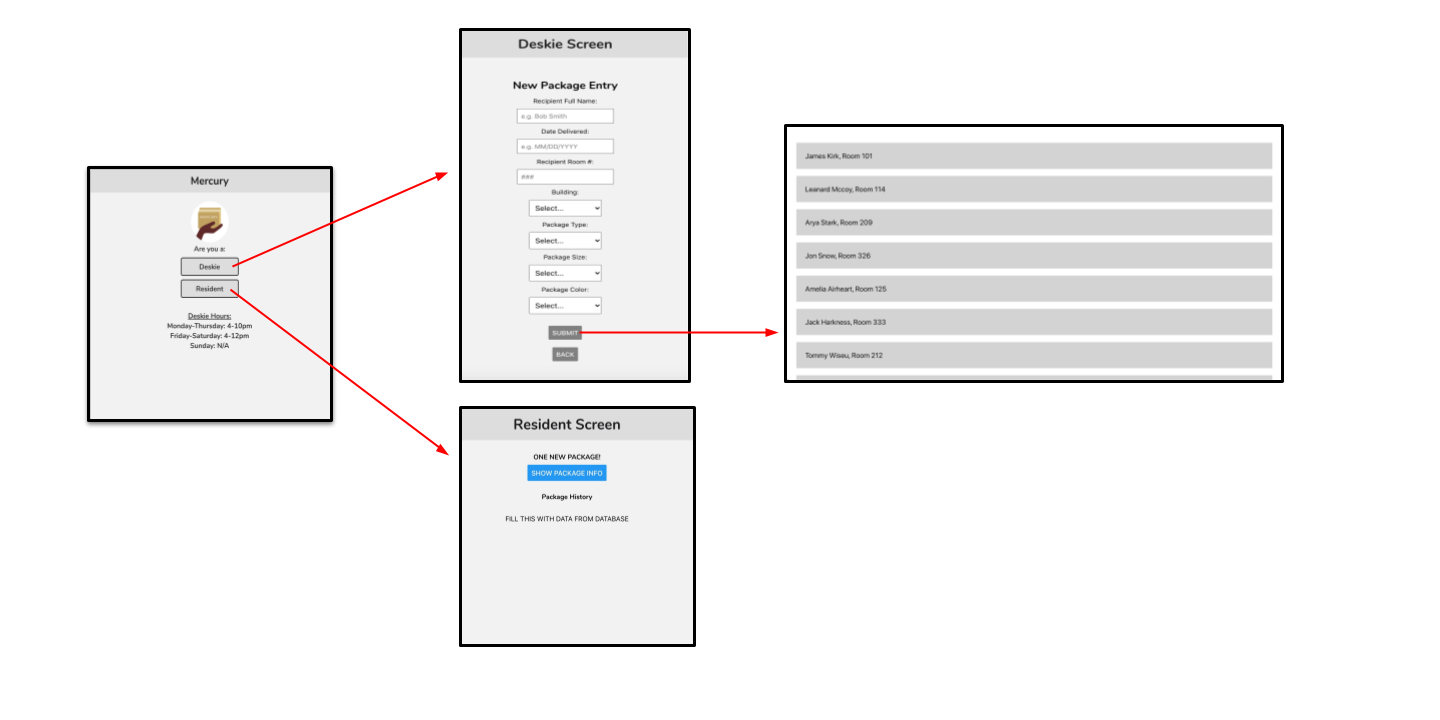 Mercury
Are you a:
Deskie
Resident
Deskie Hours:
Monday-Thursday: 4-10pm
Friday-Saturday: 4-12pm
Sunday: N/A
Deskie Screen
New Package Entry
Recipient Full Name:
e.g. Bob Smith
Date Delivered:
e.g. MM/DD/YYYY
Recipient Room #:
###
Building:
Select...
Package Type:
Select...
Package Size:
Select...
Package Color:
Select...
SUBMIT
BACK
James Kirk, Room 101
Leanard Mccoy, Room 114
Arya Stark, Room 209
Jon Snow, Room 326
Amelia Airheart, Room 125
Jack Harkness, Room 333
Tommy Wiseu, Room 212
Resident Screen
ONE NEW PACKAGE!
SHOW PACKAGE INFO
Package History
FILL THIS WITH DATA FROM DATABASE